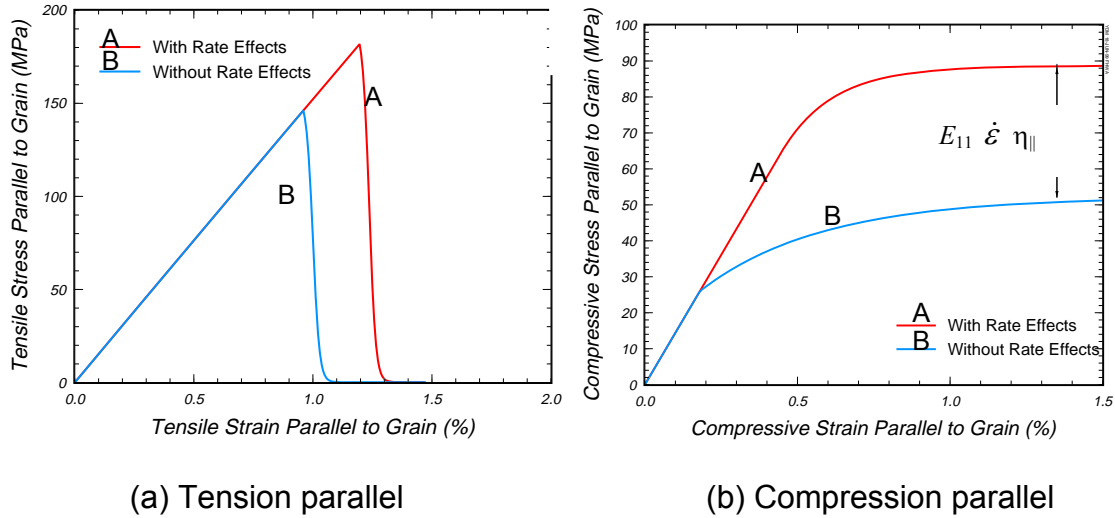 200
150
100
50
0
Tensile Stress Parallel to Grain (MPa)
A With Rate Effects
B Without Rate Effects
A
B
0.0 0.5 1.0 1.5 2.0
Tensile Strain Parallel to Grain (%)
(a) Tension parallel
100
90
80
70
60
50
40
30
20
10
0
Compressive Stress Parallel to Grain (MPa)
E₁₁ ε̇ η∥
A
B
A With Rate Effects
B Without Rate Effects
0.0 0.5 1.0 1.5
Compressive Strain Parallel to Grain (%)
(b) Compression parallel